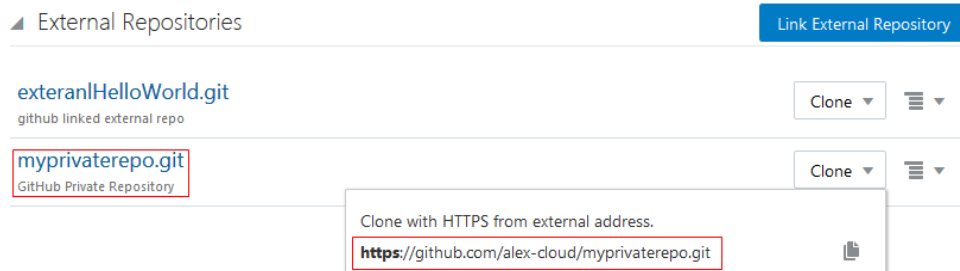 External Repositories
Link External Repository
exteranlHelloWorld.git
Clone
github linked external repo
myprivaterepo.git
Clone
GitHub Private Repository
Clone with HTTPS from external address.
https://github.com/alex-cloud/myprivaterepo.git